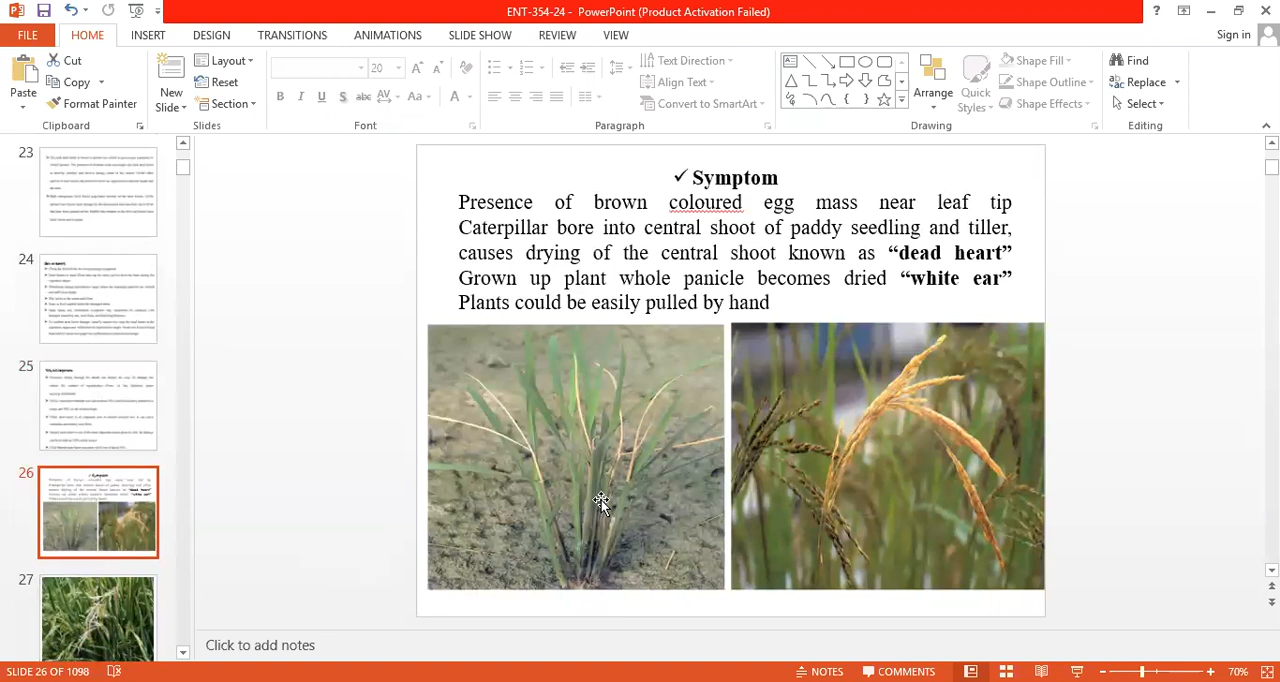 ENT-354-24 - PowerPoint (Product Activation Failed)
?
FILE HOME INSERT DESIGN TRANSITIONS ANIMATIONS SLIDE SHOW REVIEW VIEW Sign in
Paste
Cut
Copy
Format Painter
Clipboard
New
Slide
Layout
Reset
Section
Slides
20
B I U S abc AV Aa A
Font
Text Direction
Align Text
Convert to SmartArt
Paragraph
Arrange
Quick
Styles
Shape Fill
Shape Outline
Shape Effects
Drawing
Find
Replace
Select
Editing
23
24
25
26
27
✓ Symptom
Presence of brown coloured egg mass near leaf tip
Caterpillar bore into central shoot of paddy seedling and tiller,
causes drying of the central shoot known as “dead heart”
Grown up plant whole panicle becomes dried “white ear”
Plant could be easily pulled by hand
Click to add notes
SLIDE 26 OF 1098 NOTES COMMENTS 70%